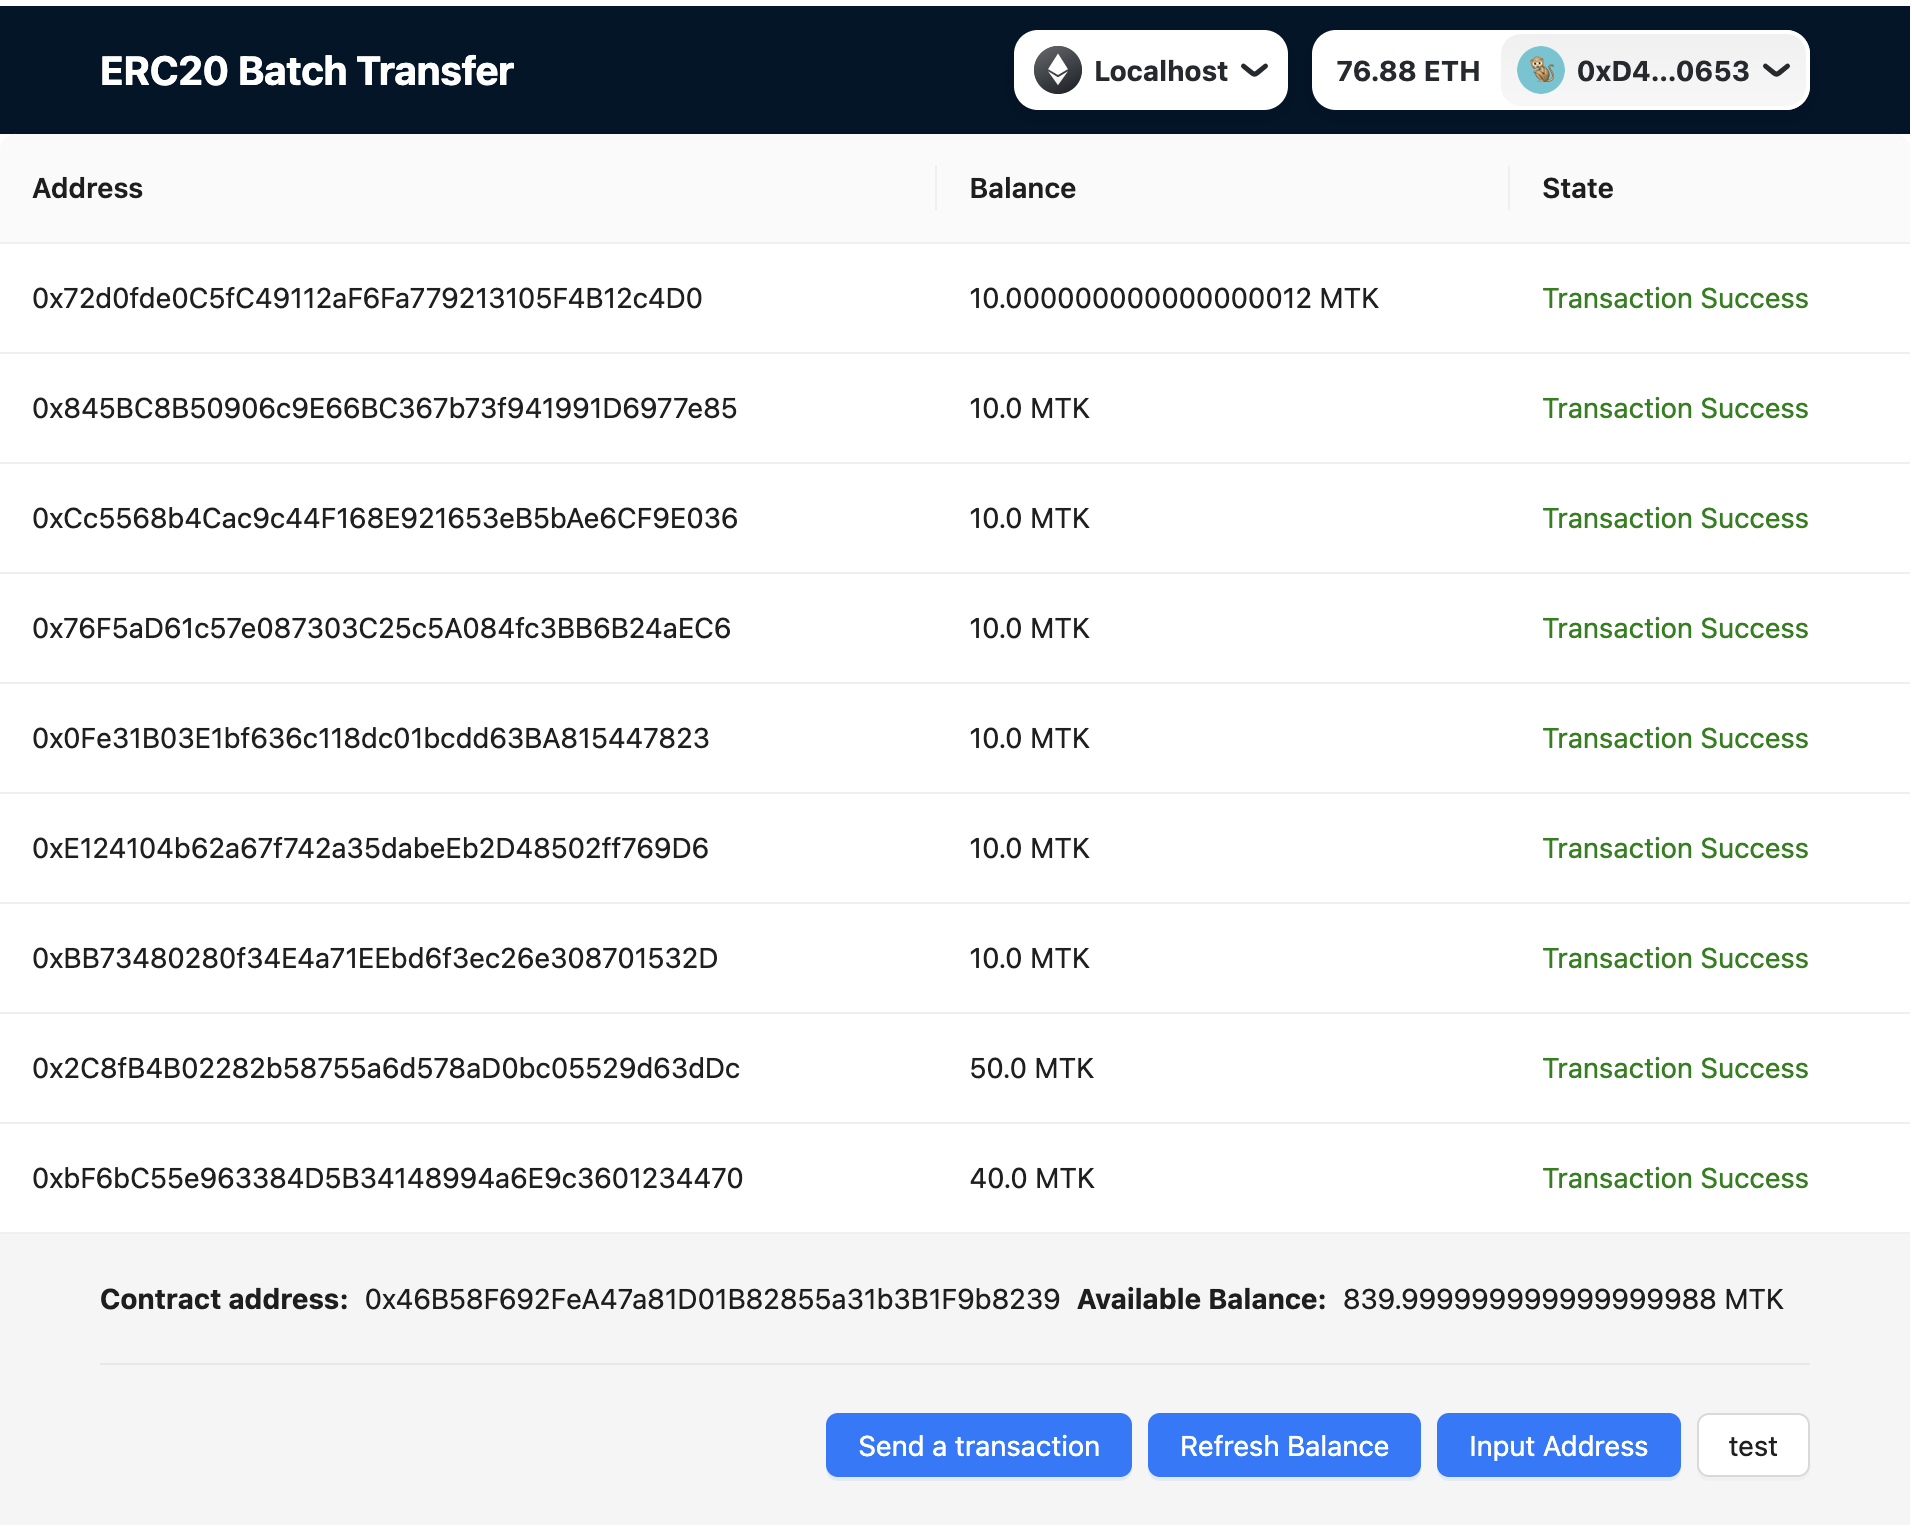 ERC20 Batch Transfer Localhost 76.88 ETH 0xD4...0653
Address Balance State
0x72d0fde0C5fC49112aF6Fa779213105F4B12c4D0 10.000000000000000012 MTK Transaction Success
0x845BC8B50906c9E66BC367b73f941991D6977e85 10.0 MTK Transaction Success
0xCc5568b4Cac9c44F168E921653eB5bAe6CF9E036 10.0 MTK Transaction Success
0x76F5aD61c57e087303C25c5A084fc3BB6B24aEC6 10.0 MTK Transaction Success
0x0Fe31B03E1bf636c118dc01bcdd63BA815447823 10.0 MTK Transaction Success
0xE124104b62a67f742a35dabeEb2D48502ff769D6 10.0 MTK Transaction Success
0xBB73480280f34E4a71EEbd6f3ec26e308701532D 10.0 MTK Transaction Success
0x2C8fB4B02282b58755a6d578aD0bc05529d63dDc 50.0 MTK Transaction Success
0xbF6bC55e963384D5B34148994a6E9c3601234470 40.0 MTK Transaction Success
Contract address: 0x46B58F692FeA47a81D01B82855a31b3B1F9b8239 Available Balance: 839.999999999999999988 MTK
Send a transaction Refresh Balance Input Address test